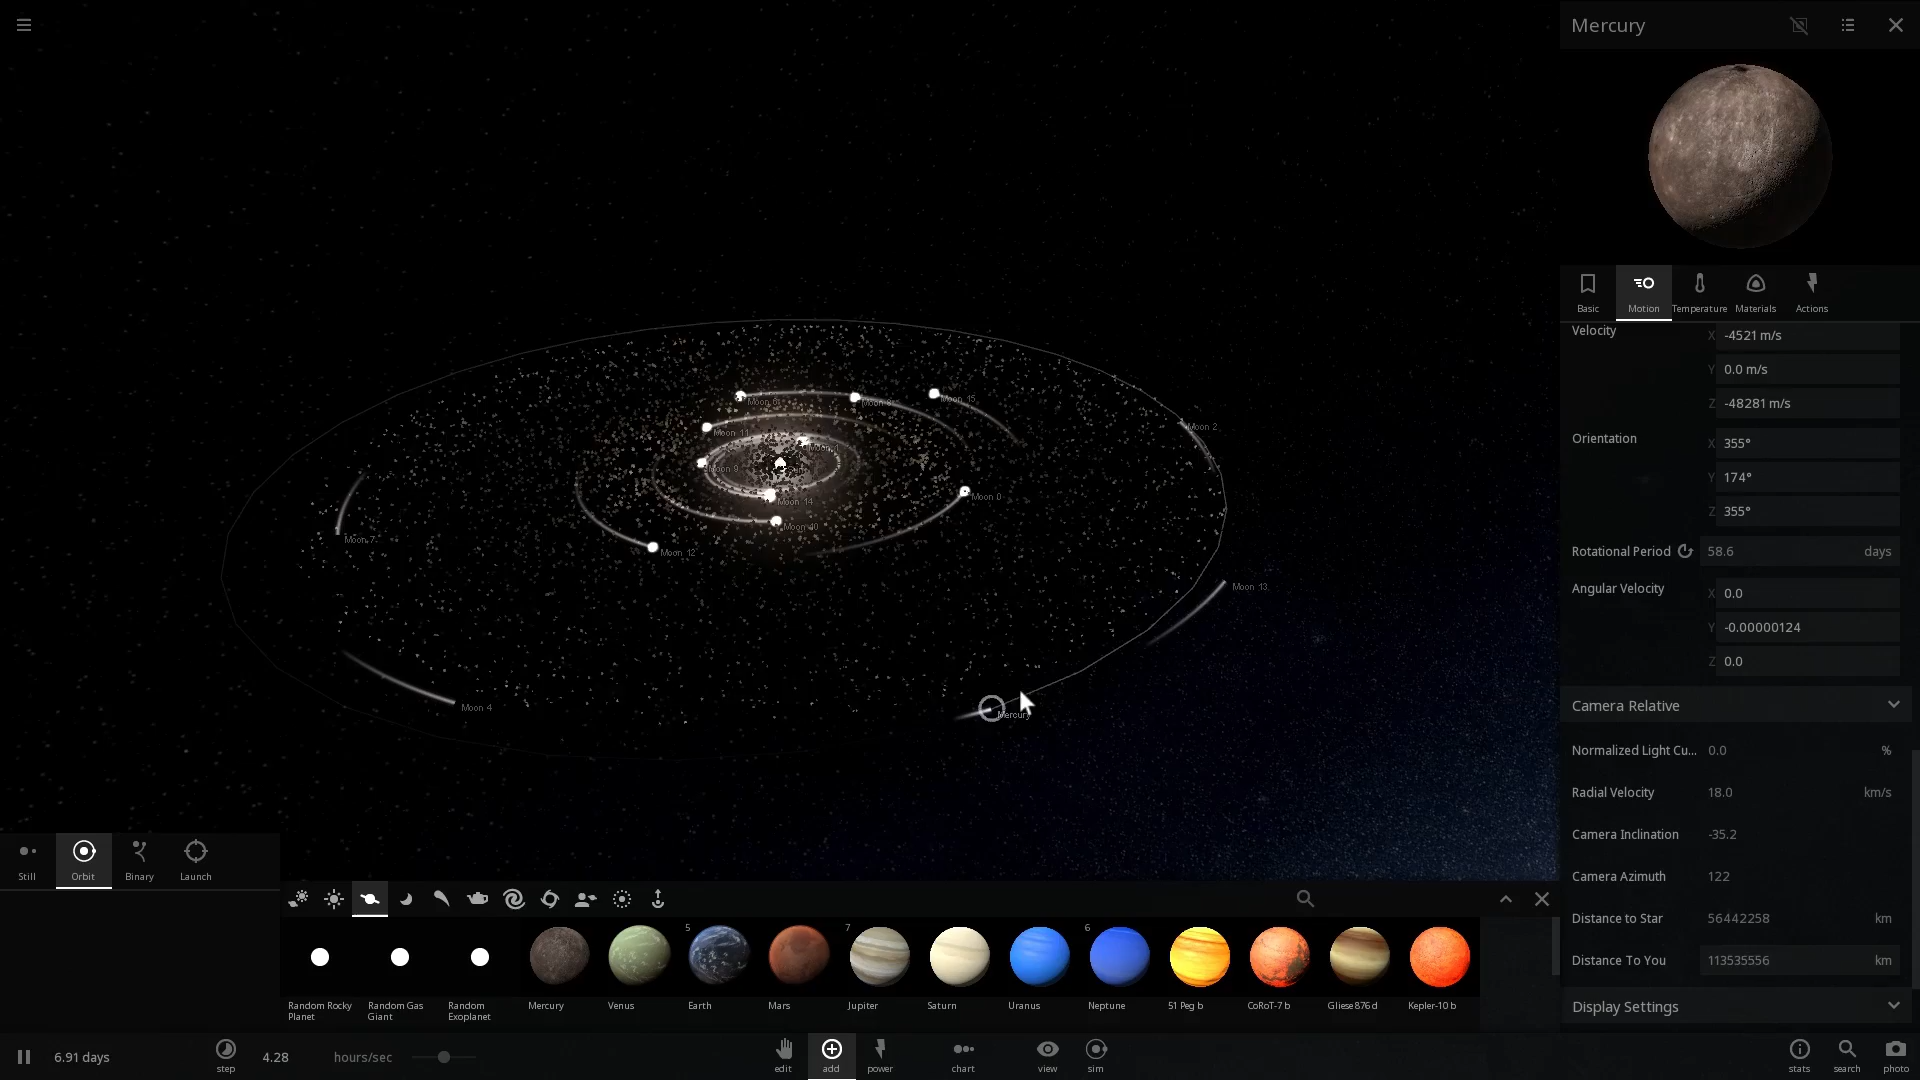 Mercury
Basic
Motion
Temperature
Materials
Actions
Velocity
X -4521 m/s
Y 0.0 m/s
Z -48281 m/s
Orientation
X 355°
Y 174°
Z 355°
Rotational Period 58.6 days
Angular Velocity
X 0.0
Y -0.00000124
Z 0.0
Camera Relative
Normalized Light Cu... 0.0 %
Radial Velocity 18.0 km/s
Camera Inclination -35.2
Camera Azimuth 122
Distance to Star 56442258 km
Distance To You 113535556 km
Display Settings
Moon 15
Moon 2
Moon 11
Moon 9
Moon 0
Moon 14
Moon 10
Moon 7
Moon 12
Moon 13
Moon 4
Mercury
Still
Orbit
Binary
Launch
5
7
6
Random Rocky
Planet
Random Gas
Giant
Random
Exoplanet
Mercury
Venus
Earth
Mars
Jupiter
Saturn
Uranus
Neptune
51 Peg b
CoRoT-7 b
Gliese 876 d
Kepler-10 b
6.91 days
step
4.28
hours/sec
edit
add
power
chart
view
sim
stats
search
photo